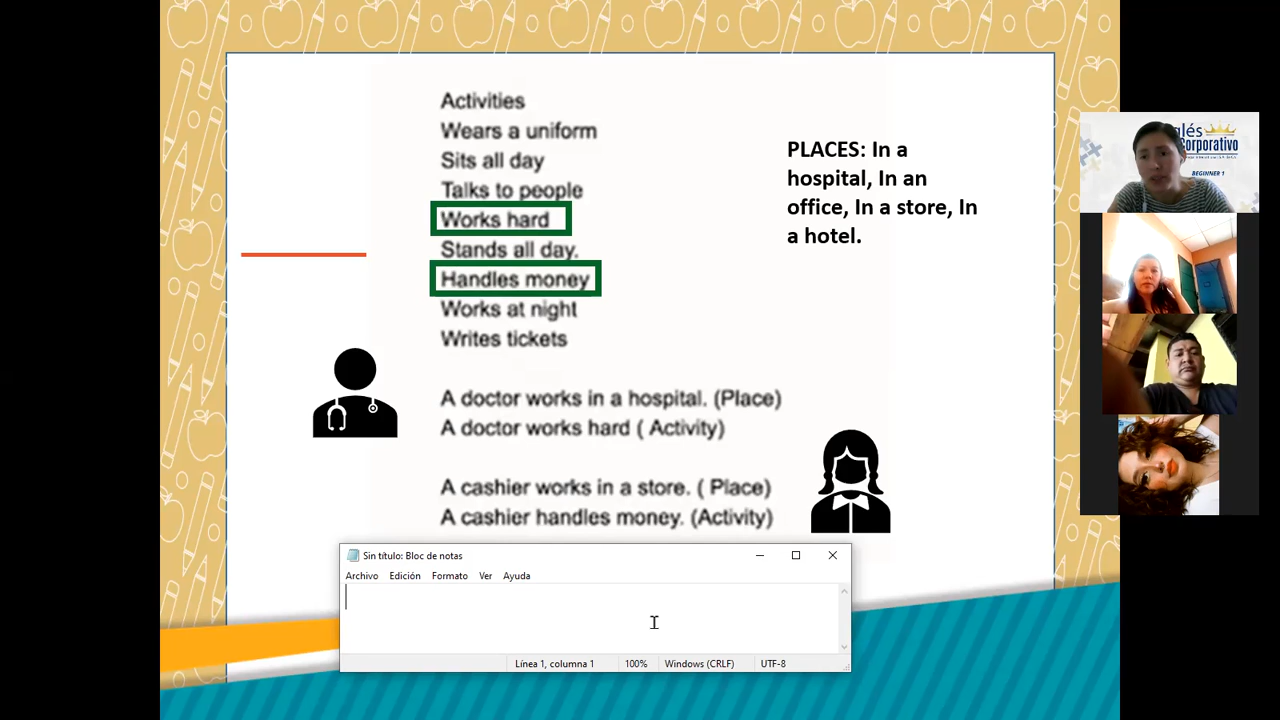 Activities
Wears a uniform
Sits all day
Talks to people
Works hard
Stands all day.
Handles money
Works at night
Writes tickets
A doctor works in a hospital. (Place)
A doctor works hard ( Activity)
A cashier works in a store. ( Place)
A cashier handles money. (Activity)
PLACES: In a
hospital, In an
office, In a store, In
a hotel.
Sin título: Bloc de notas
Archivo Edición Formato Ver Ayuda
Línea 1, columna 1 100% Windows (CRLF) UTF-8
glés
orporativo
BEGINNER 1